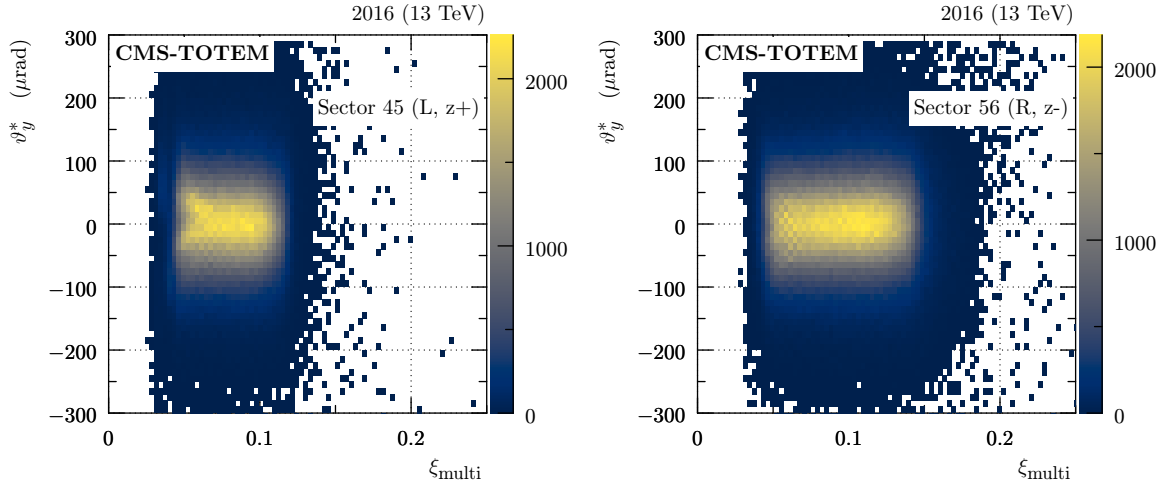 2016 (13 TeV)
CMS-TOTEM
Sector 45 (L, z+)
ϑ*y (μrad)
300
200
100
0
−100
−200
−300
0
0.1
0.2
ξmulti
2000
1000
0
2016 (13 TeV)
CMS-TOTEM
Sector 56 (R, z-)
ϑ*y (μrad)
300
200
100
0
−100
−200
−300
0
0.1
0.2
ξmulti
2000
1000
0